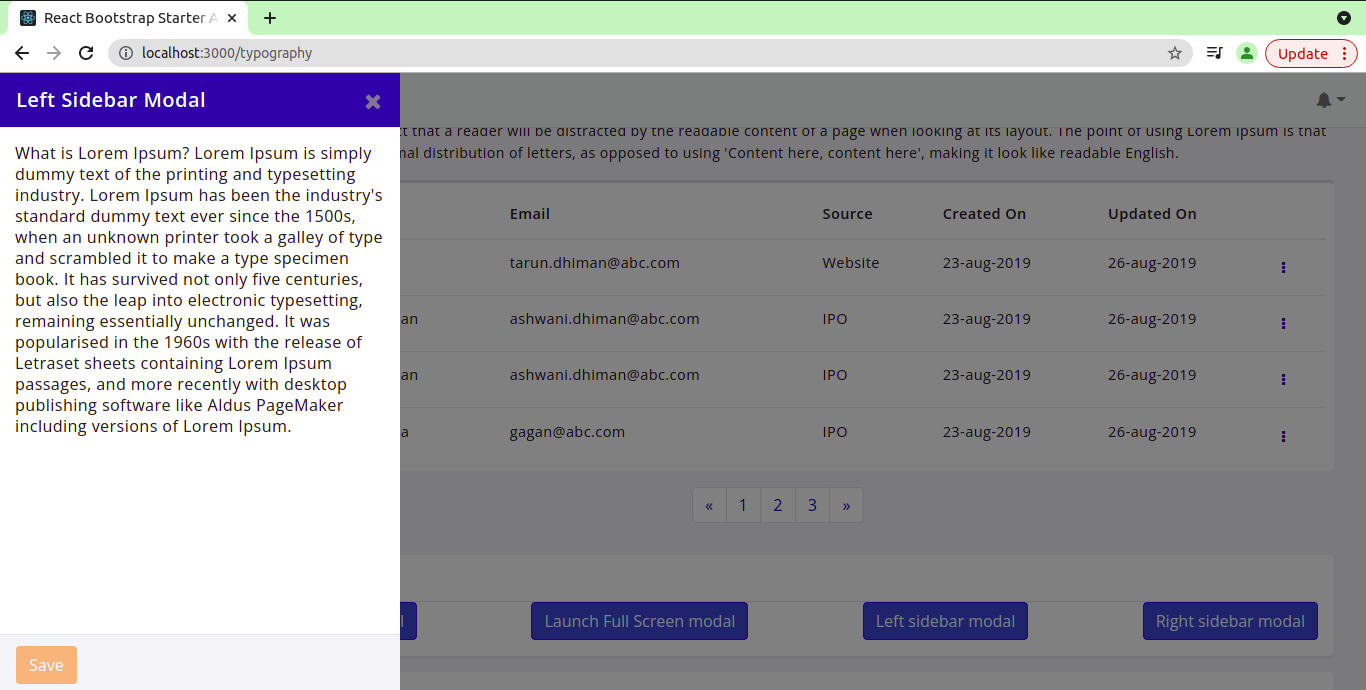 React Bootstrap Starter A
localhost:3000/typography
Update
Left Sidebar Modal
What is Lorem Ipsum? Lorem Ipsum is simply
dummy text of the printing and typesetting
industry. Lorem Ipsum has been the industry's
standard dummy text ever since the 1500s,
when an unknown printer took a galley of type
and scrambled it to make a type specimen
book. It has survived not only five centuries,
but also the leap into electronic typesetting,
remaining essentially unchanged. It was
popularised in the 1960s with the release of
Letraset sheets containing Lorem Ipsum
passages, and more recently with desktop
publishing software like Aldus PageMaker
including versions of Lorem Ipsum.
Save
ct that a reader will be distracted by the readable content of a page when looking at its layout. The point of using Lorem Ipsum is that
mal distribution of letters, as opposed to using 'Content here, content here', making it look like readable English.
Email Source Created On Updated On
tarun.dhiman@abc.com Website 23-aug-2019 26-aug-2019
an ashwani.dhiman@abc.com IPO 23-aug-2019 26-aug-2019
an ashwani.dhiman@abc.com IPO 23-aug-2019 26-aug-2019
a gagan@abc.com IPO 23-aug-2019 26-aug-2019
« 1 2 3 »
l Launch Full Screen modal Left sidebar modal Right sidebar modal